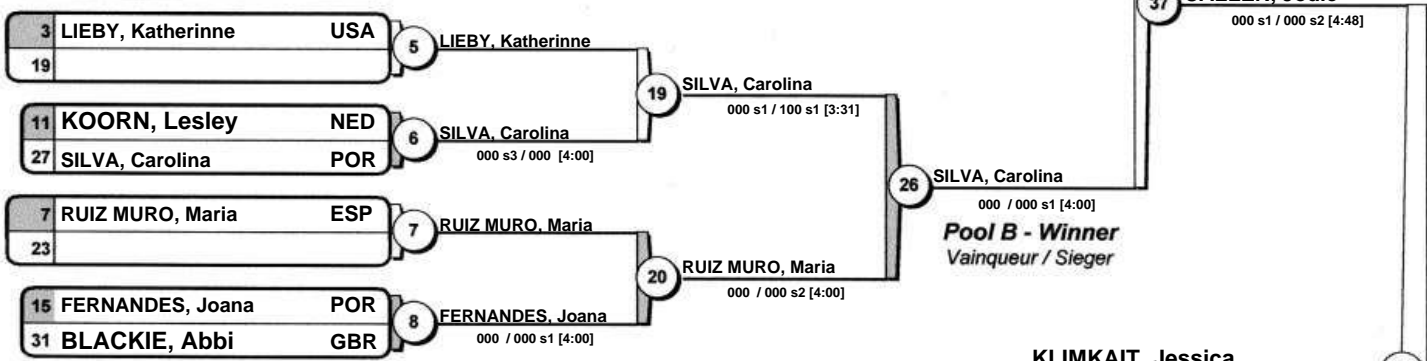 37
000 s1 / 000 s2 [4:48]
3 LIEBY, Katherinne USA
19
5 LIEBY, Katherinne
11 KOORN, Lesley NED
27 SILVA, Carolina POR
6 SILVA, Carolina
000 s3 / 000 [4:00]
19 SILVA, Carolina
000 s1 / 100 s1 [3:31]
7 RUIZ MURO, Maria ESP
23
7 RUIZ MURO, Maria
15 FERNANDES, Joana POR
31 BLACKIE, Abbi GBR
8 FERNANDES, Joana
000 / 000 s1 [4:00]
20 RUIZ MURO, Maria
000 / 000 s2 [4:00]
26 SILVA, Carolina
000 / 000 s1 [4:00]
Pool B - Winner
Vainqueur / Sieger
KLIMKAIT, Jessica